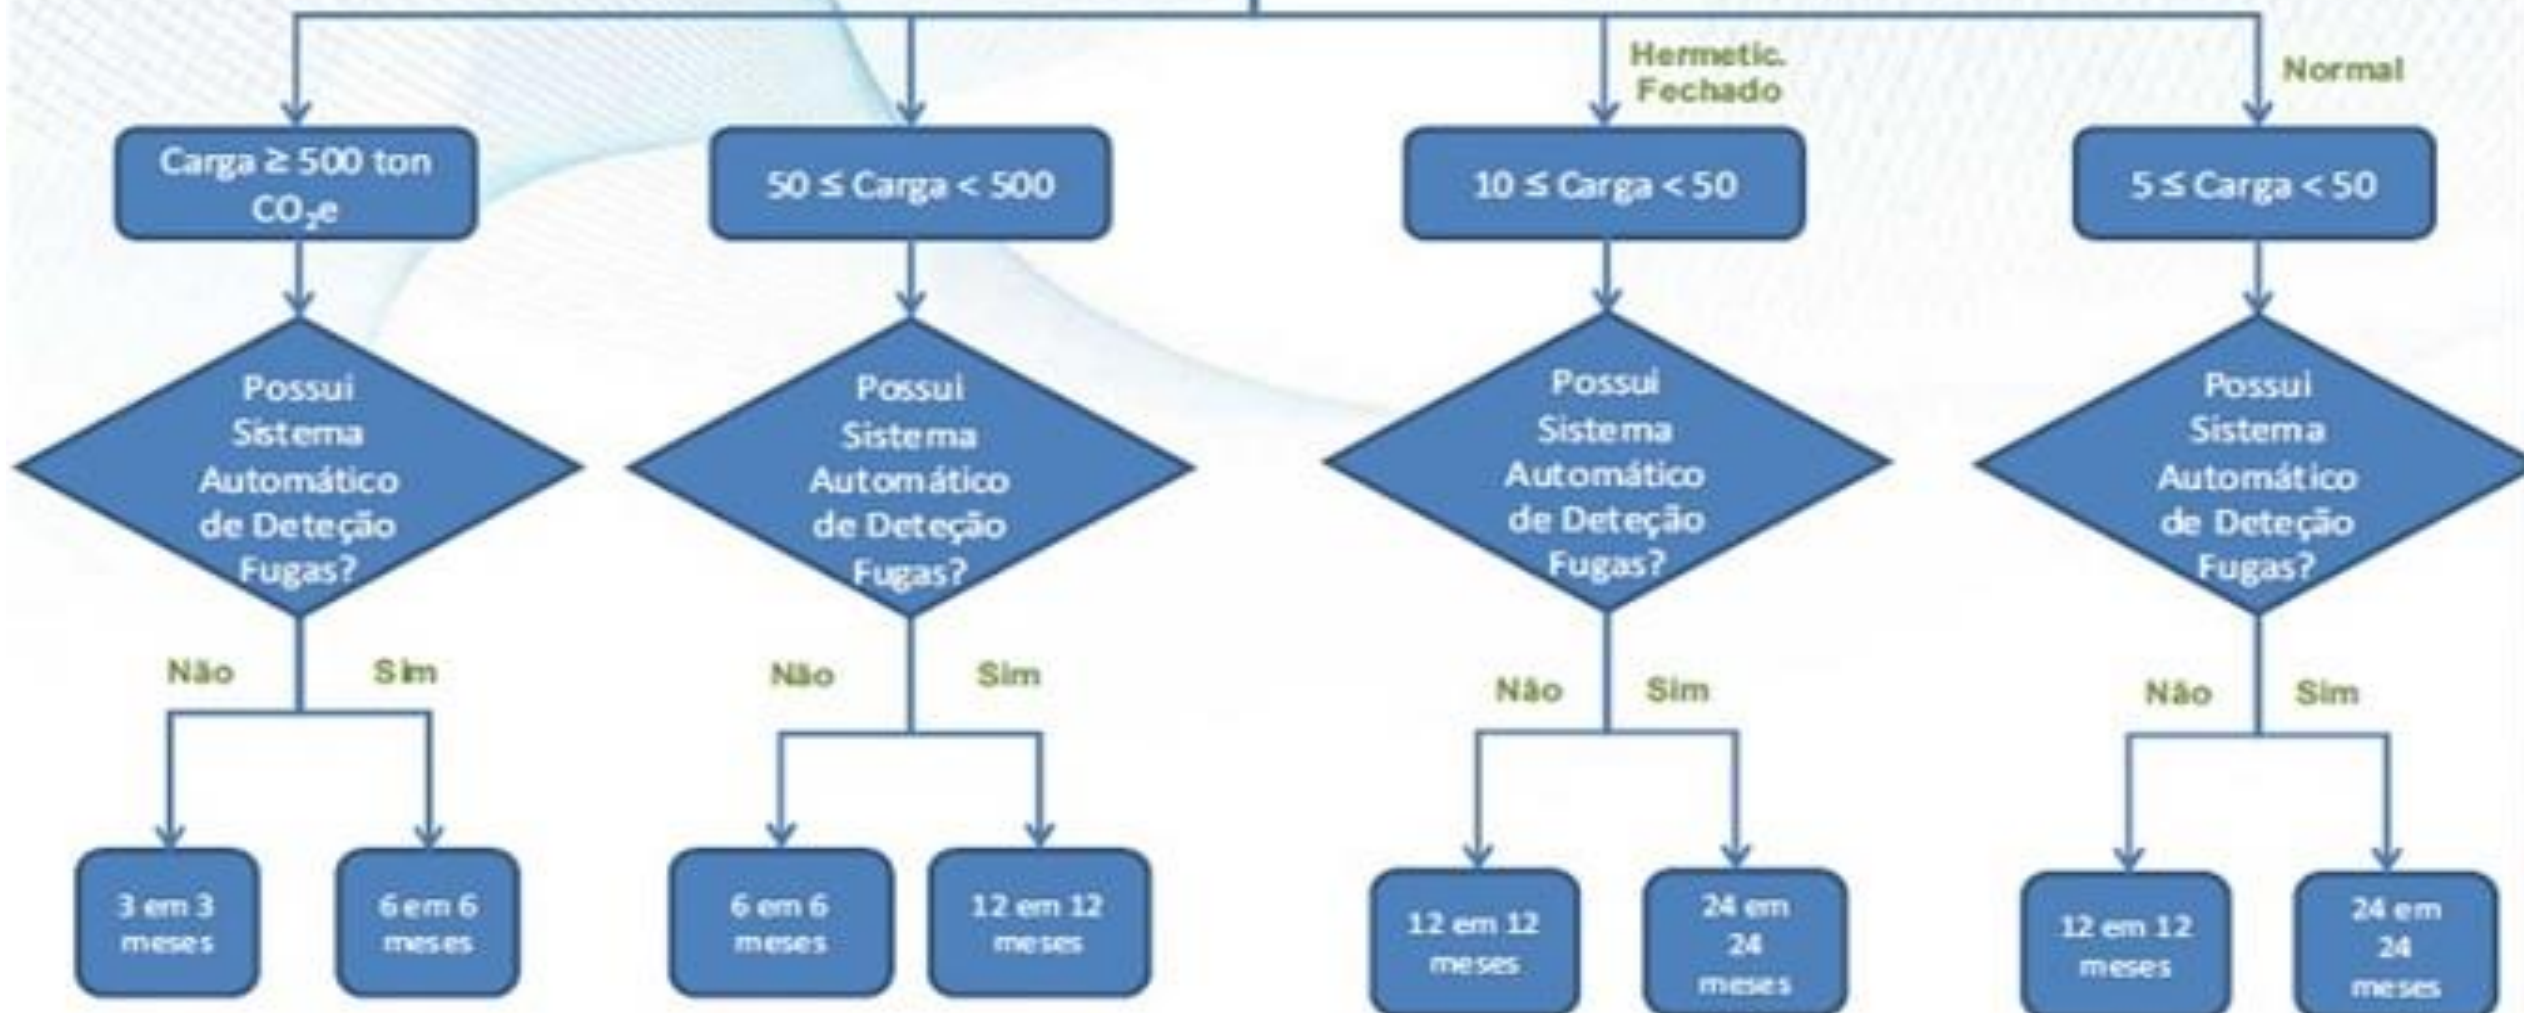 Hermetic.
Fechado
Normal
Carga ≥ 500 ton
CO₂e
50 ≤ Carga < 500
10 ≤ Carga < 50
5 ≤ Carga < 50
Possui
Sistema
Automático
de Deteção
Fugas?
Possui
Sistema
Automático
de Deteção
Fugas?
Possui
Sistema
Automático
de Deteção
Fugas?
Possui
Sistema
Automático
de Deteção
Fugas?
Não
Sim
Não
Sim
Não
Sim
Não
Sim
3 em 3
meses
6 em 6
meses
6 em 6
meses
12 em 12
meses
12 em 12
meses
24 em
24
meses
12 em 12
meses
24 em
24
meses